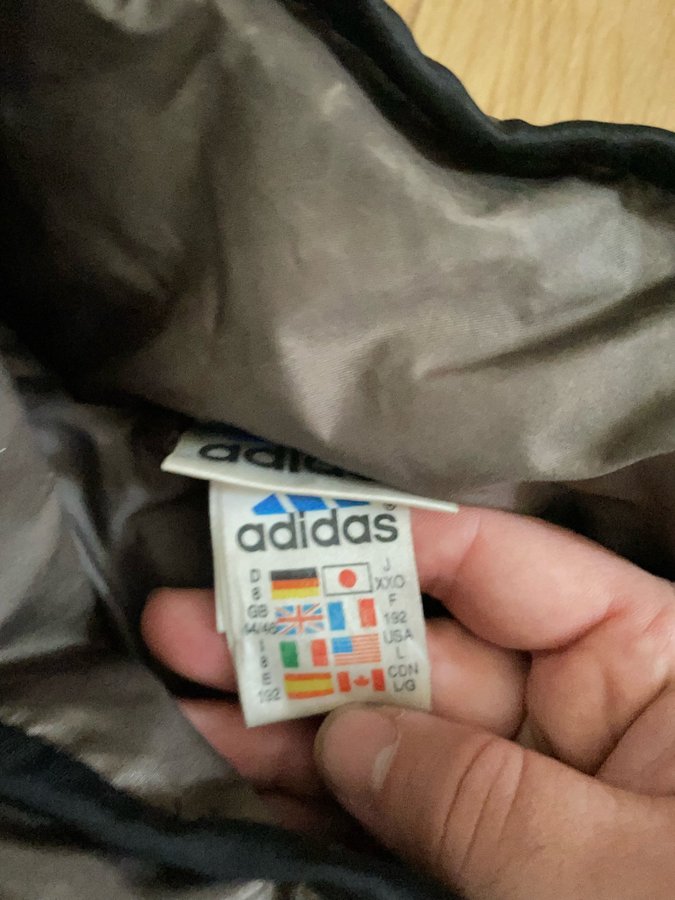 adidas
adidas
D
8
GB
44/46
I
8
E
192
J
XXO
F
192
USA
L
CDN
L/G